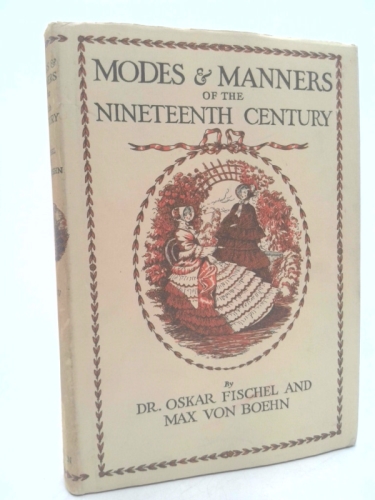 MODES & MANNERS
OF THE
NINETEENTH CENTURY
By
DR. OSKAR FISCHEL AND
MAX VON BOEHN